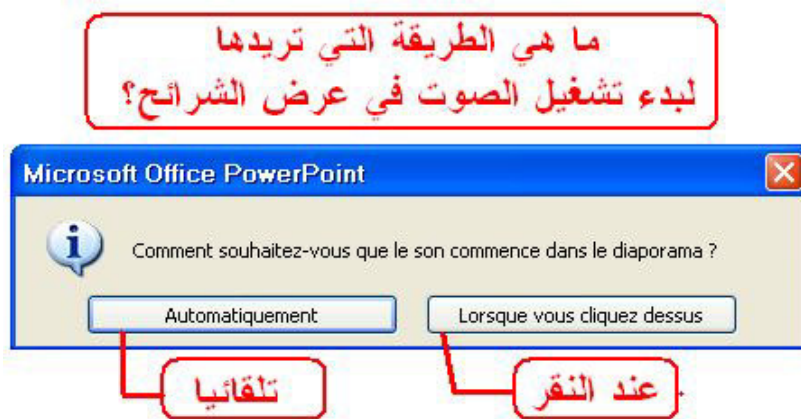 ما هي الطريقة التي تريدها
لبدء تشغيل الصوت في عرض الشرائح؟
Microsoft Office PowerPoint
Comment souhaitez-vous que le son commence dans le diaporama ?
Automatiquement
Lorsque vous cliquez dessus
تلقائيا
عند النقر